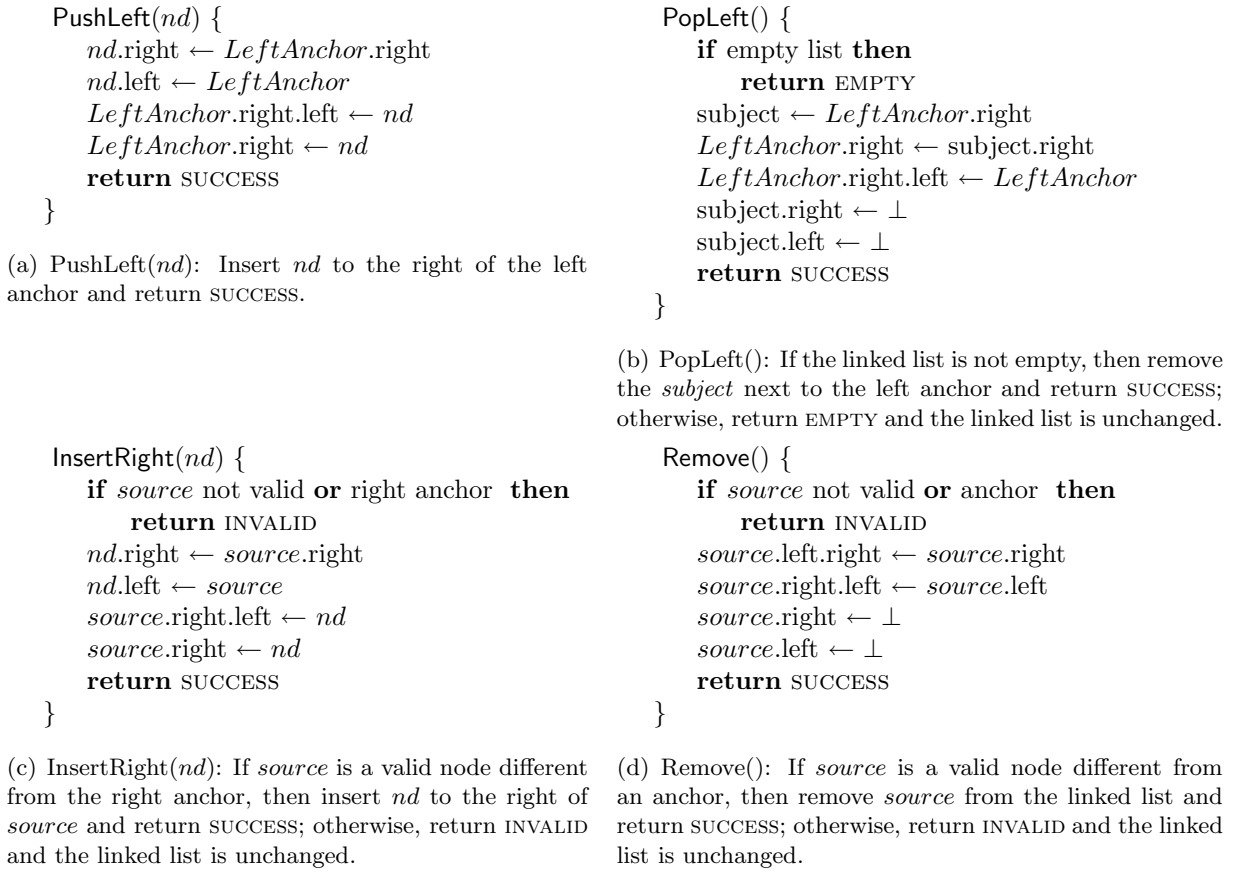 PushLeft(nd) {
nd.right ← LeftAnchor.right
nd.left ← LeftAnchor
LeftAnchor.right.left ← nd
LeftAnchor.right ← nd
return SUCCESS
}
(a) PushLeft(nd): Insert nd to the right of the left
anchor and return SUCCESS.
PopLeft() {
if empty list then
return EMPTY
subject ← LeftAnchor.right
LeftAnchor.right ← subject.right
LeftAnchor.right.left ← LeftAnchor
subject.right ← ⊥
subject.left ← ⊥
return SUCCESS
}
(b) PopLeft(): If the linked list is not empty, then remove
the subject next to the left anchor and return SUCCESS;
otherwise, return EMPTY and the linked list is unchanged.
InsertRight(nd) {
if source not valid or right anchor then
return INVALID
nd.right ← source.right
nd.left ← source
source.right.left ← nd
source.right ← nd
return SUCCESS
}
(c) InsertRight(nd): If source is a valid node different
from the right anchor, then insert nd to the right of
source and return SUCCESS; otherwise, return INVALID
and the linked list is unchanged.
Remove() {
if source not valid or anchor then
return INVALID
source.left.right ← source.right
source.right.left ← source.left
source.right ← ⊥
source.left ← ⊥
return SUCCESS
}
(d) Remove(): If source is a valid node different from
an anchor, then remove source from the linked list and
return SUCCESS; otherwise, return INVALID and the linked
list is unchanged.